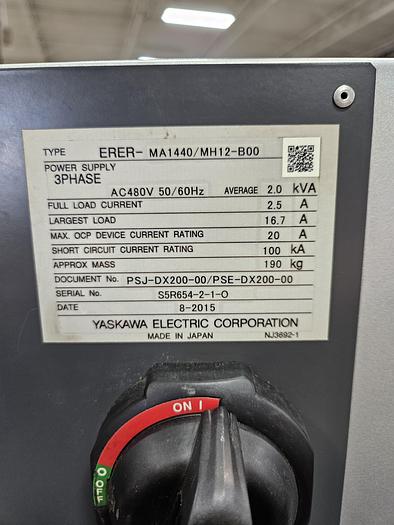 TYPE ERER- MA1440/MH12-B00
POWER SUPPLY
3PHASE
AC480V 50/60Hz AVERAGE 2.0 kVA
FULL LOAD CURRENT 2.5 A
LARGEST LOAD 16.7 A
MAX. OCP DEVICE CURRENT RATING 20 A
SHORT CIRCUIT CURRENT RATING 100 kA
APPROX MASS 190 kg
DOCUMENT No. PSJ-DX200-00/PSE-DX200-00
SERIAL No. S5R654-2-1-O
DATE 8-2015
YASKAWA ELECTRIC CORPORATION
MADE IN JAPAN NJ3692-1
ON I
O OFF